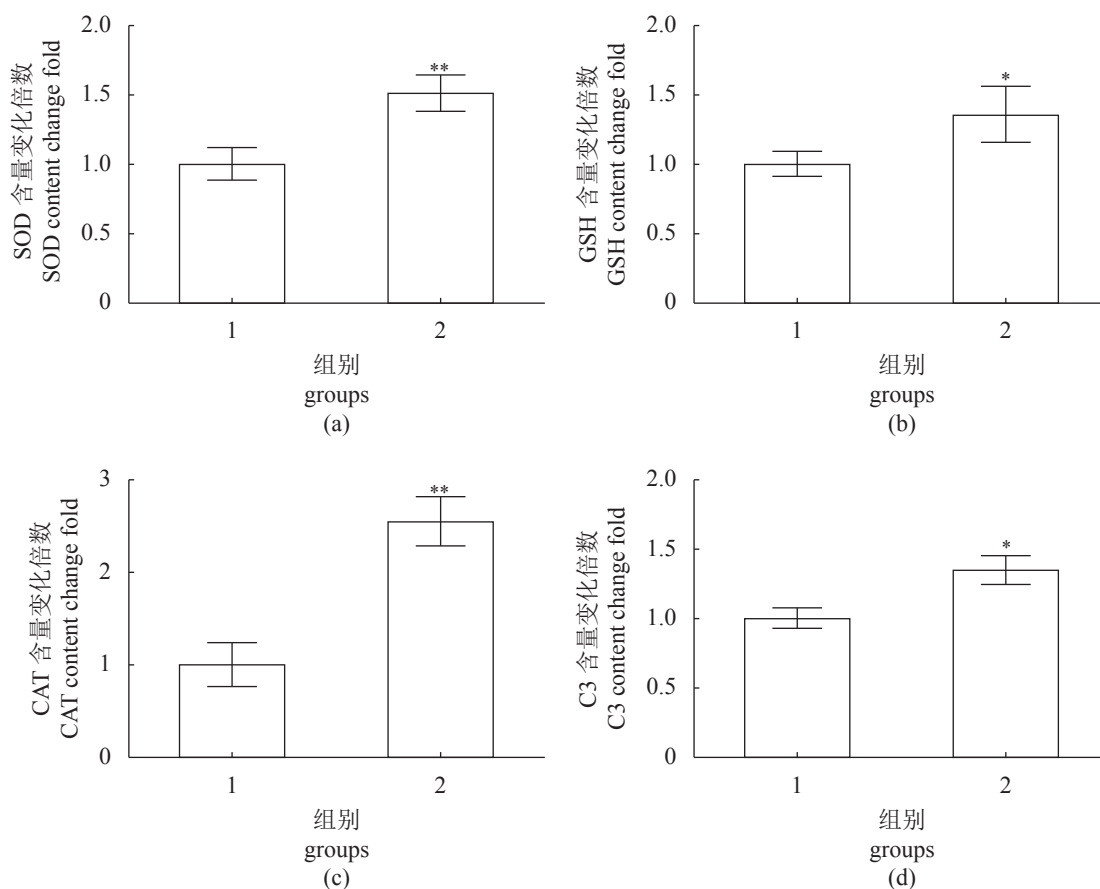 SOD 含量变化倍数
SOD content change fold
2.0
1.5
1.0
0.5
0
**
1
2
组别
groups
(a)
GSH 含量变化倍数
GSH content change fold
2.0
1.5
1.0
0.5
0
*
1
2
组别
groups
(b)
CAT 含量变化倍数
CAT content change fold
3
2
1
0
**
1
2
组别
groups
(c)
C3 含量变化倍数
C3 content change fold
2.0
1.5
1.0
0.5
0
*
1
2
组别
groups
(d)